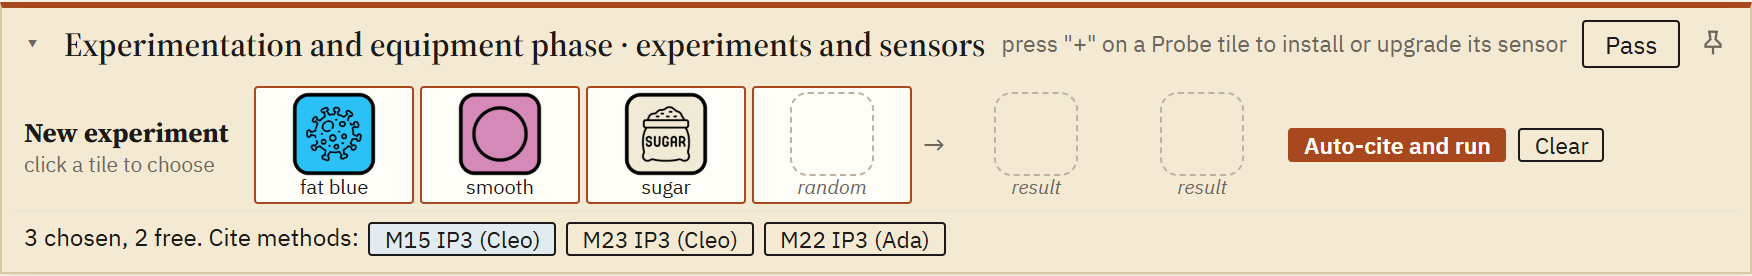 Experimentation and equipment phase · experiments and sensors press "+" on a Probe tile to install or upgrade its sensor Pass
New experiment
click a tile to choose
SUGAR
fat blue smooth sugar random → result result
Auto-cite and run Clear
3 chosen, 2 free. Cite methods: M15 IP3 (Cleo) M23 IP3 (Cleo) M22 IP3 (Ada)